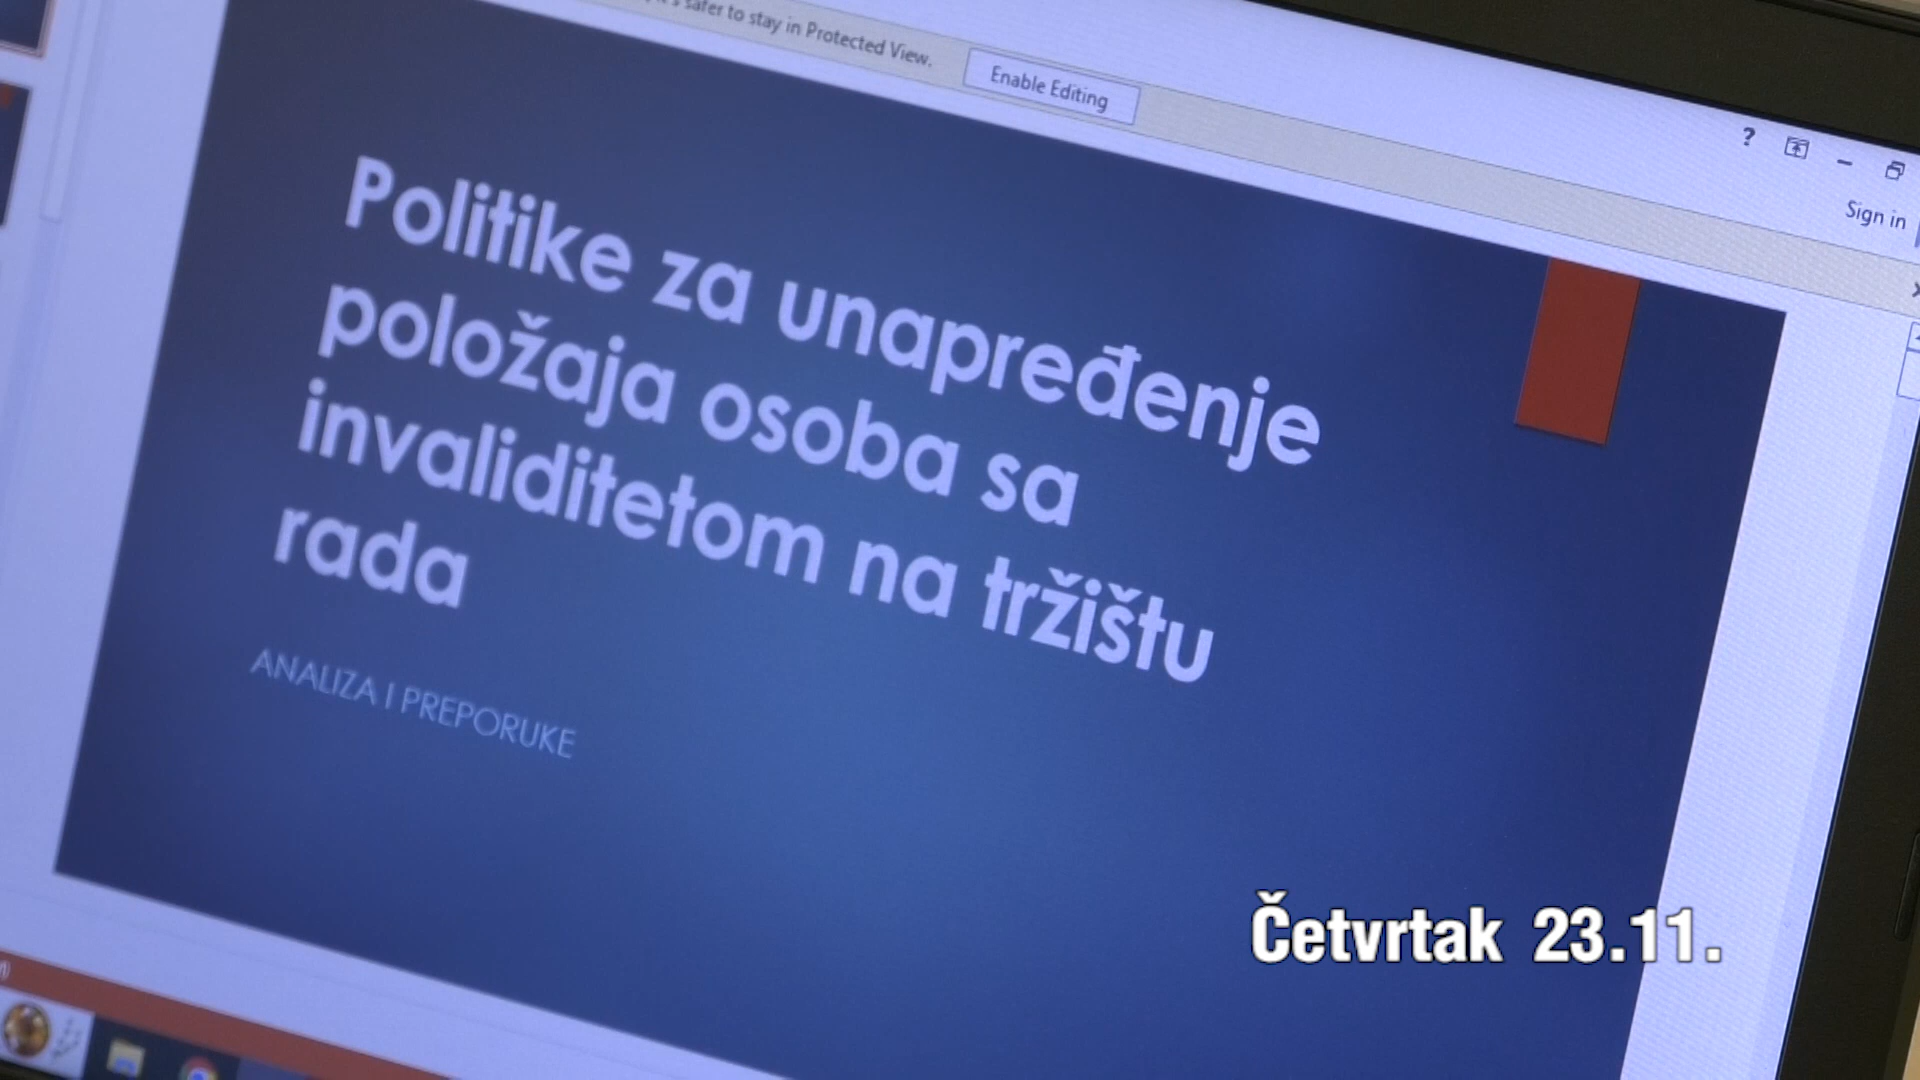 safer to stay in Protected View.
Enable Editing
?
Sign in
Politike za unapređenje
položaja osoba sa
invaliditetom na tržištu
rada
ANALIZA I PREPORUKE
Četvrtak 23.11.